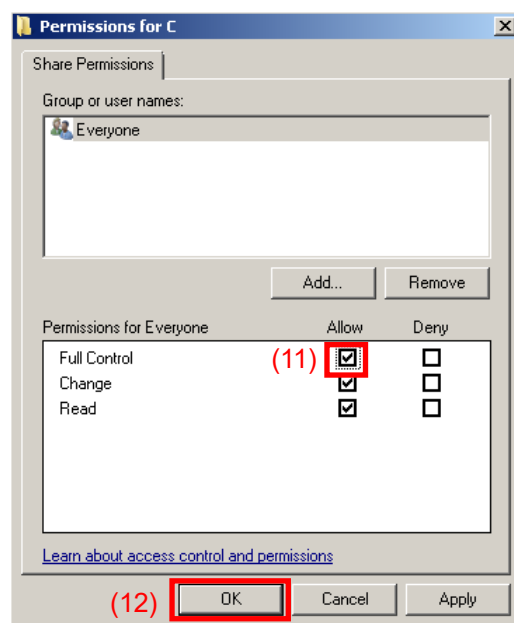 Permissions for C
Share Permissions
Group or user names:
Everyone
Add... Remove
Permissions for Everyone Allow Deny
Full Control (11)
Change
Read
Learn about access control and permissions
(12) OK Cancel Apply